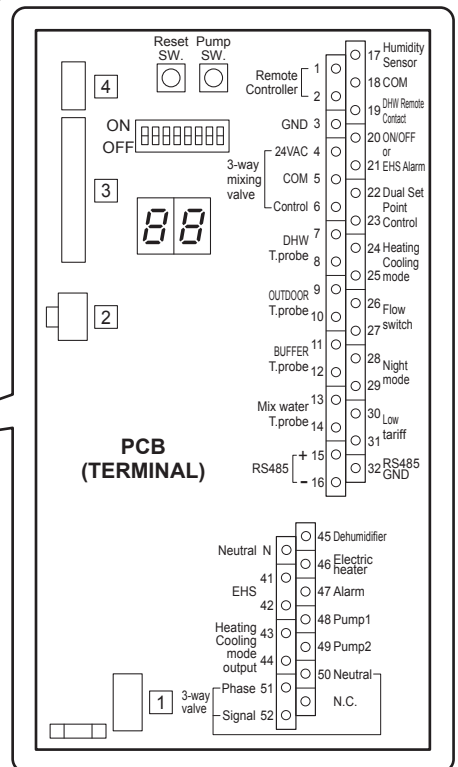 Reset Pump
SW. SW.
4
ON
OFF
3
88
2
PCB
(TERMINAL)
Remote
Controller
1
2
GND 3
3-way
mixing
valve
24VAC 4
COM 5
Control 6
DHW
T.probe
7
8
OUTDOOR
T.probe
9
10
BUFFER
T.probe
11
12
Mix water
T.probe
13
14
RS485
+ 15
- 16
17 Humidity
Sensor
18 COM
19 DHW Remote
Contact
20 ON/OFF
or
21 EHS Alarm
22 Dual Set
Point
23 Control
24 Heating
Cooling
25 mode
26 Flow
switch
27
28 Night
mode
29
30 Low
tariff
31
32 RS485
GND
Neutral N
EHS
41
42
Heating
Cooling
mode
output
43
44
1
3-way
valve
Phase 51
Signal 52
45 Dehumidifier
46 Electric
heater
47 Alarm
48 Pump1
49 Pump2
50 Neutral
N.C.